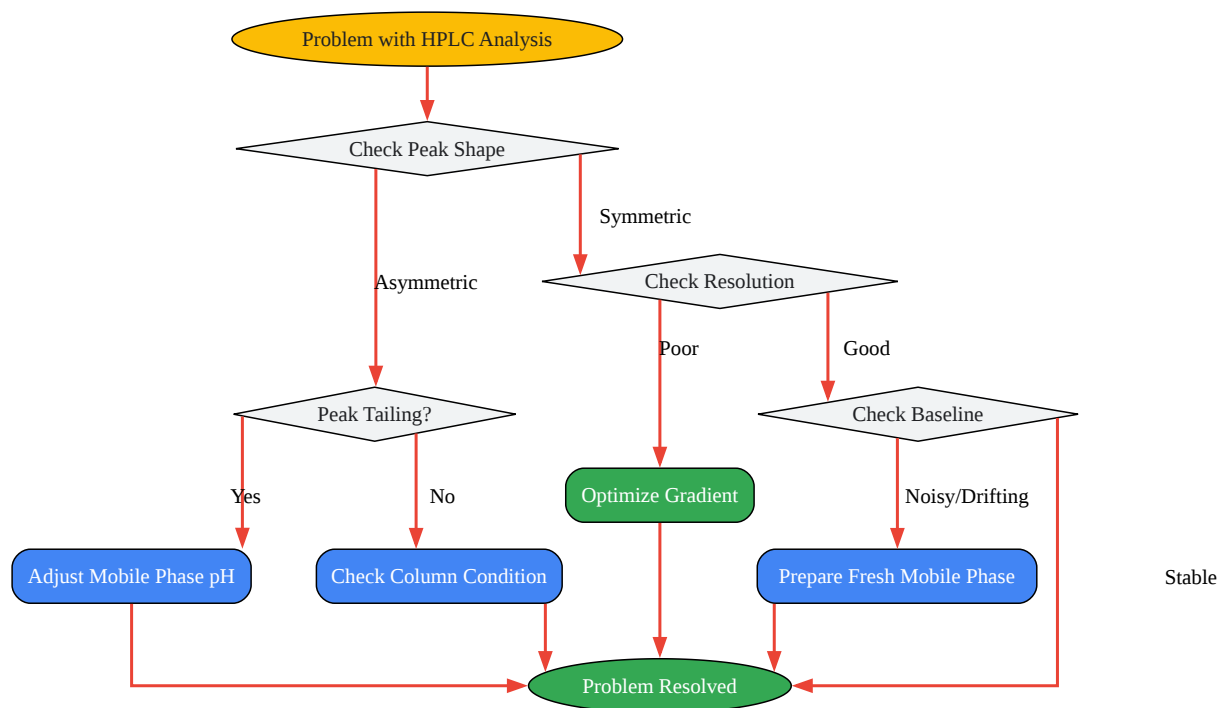 Problem with HPLC Analysis
Check Peak Shape
Symmetric
Asymmetric
Check Resolution
Poor
Good
Peak Tailing?
Check Baseline
Yes
No
Optimize Gradient
Noisy/Drifting
Adjust Mobile Phase pH
Check Column Condition
Prepare Fresh Mobile Phase
Stable
Problem Resolved